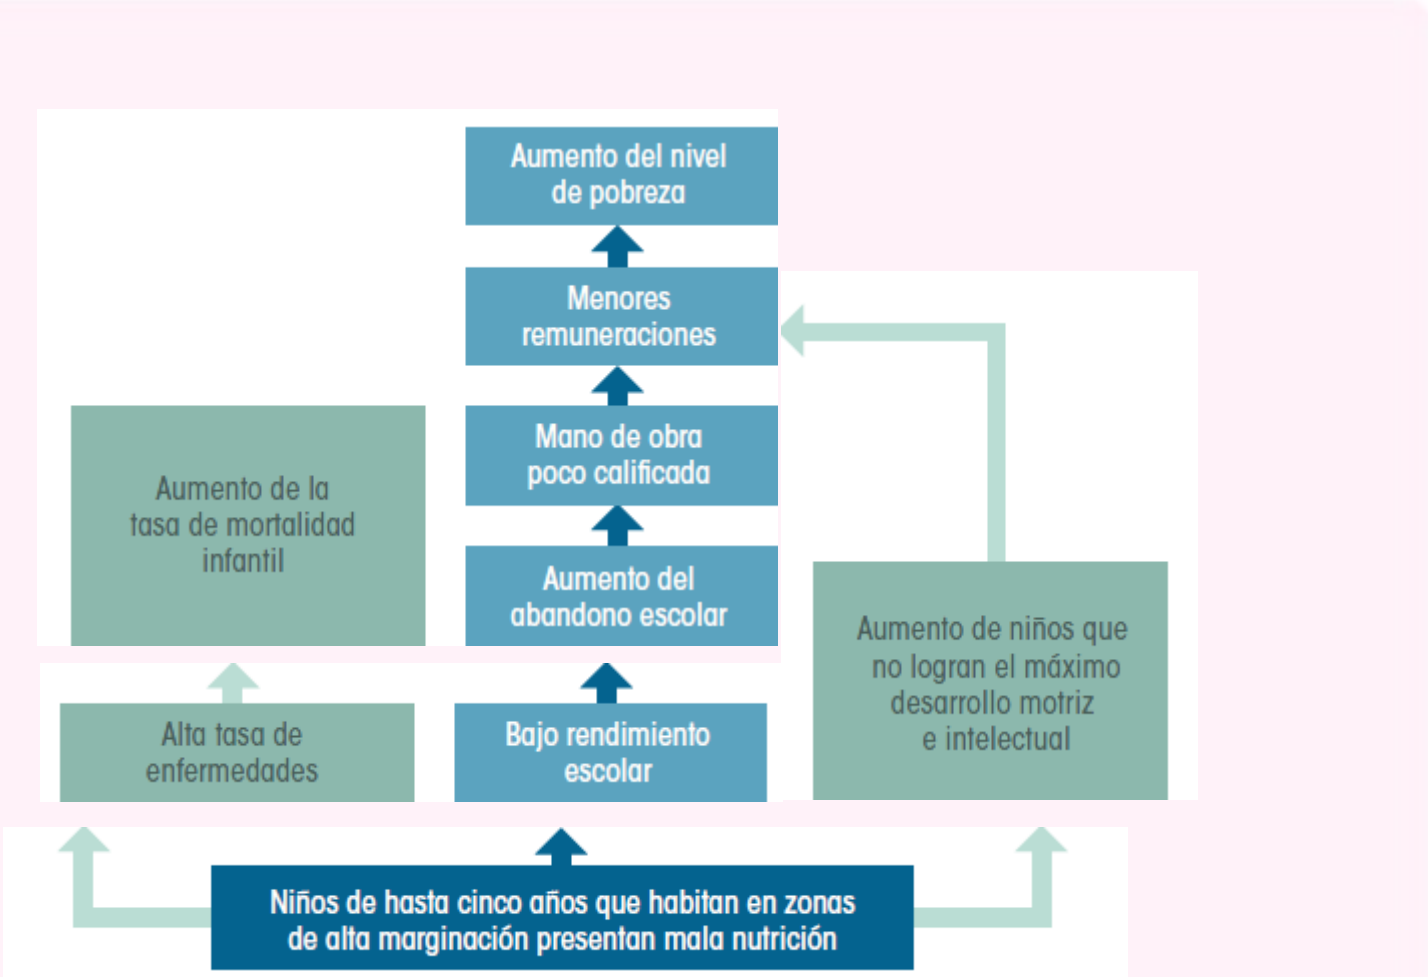 Aumento del nivel
de pobreza
Menores
remuneraciones
Mano de obra
poco calificada
Aumento de la
tasa de mortalidad
infantil
Aumento del
abandono escolar
Aumento de niños que
no logran el máximo
desarrollo motriz
e intelectual
Alta tasa de
enfermedades
Bajo rendimiento
escolar
Niños de hasta cinco años que habitan en zonas
de alta marginación presentan mala nutrición